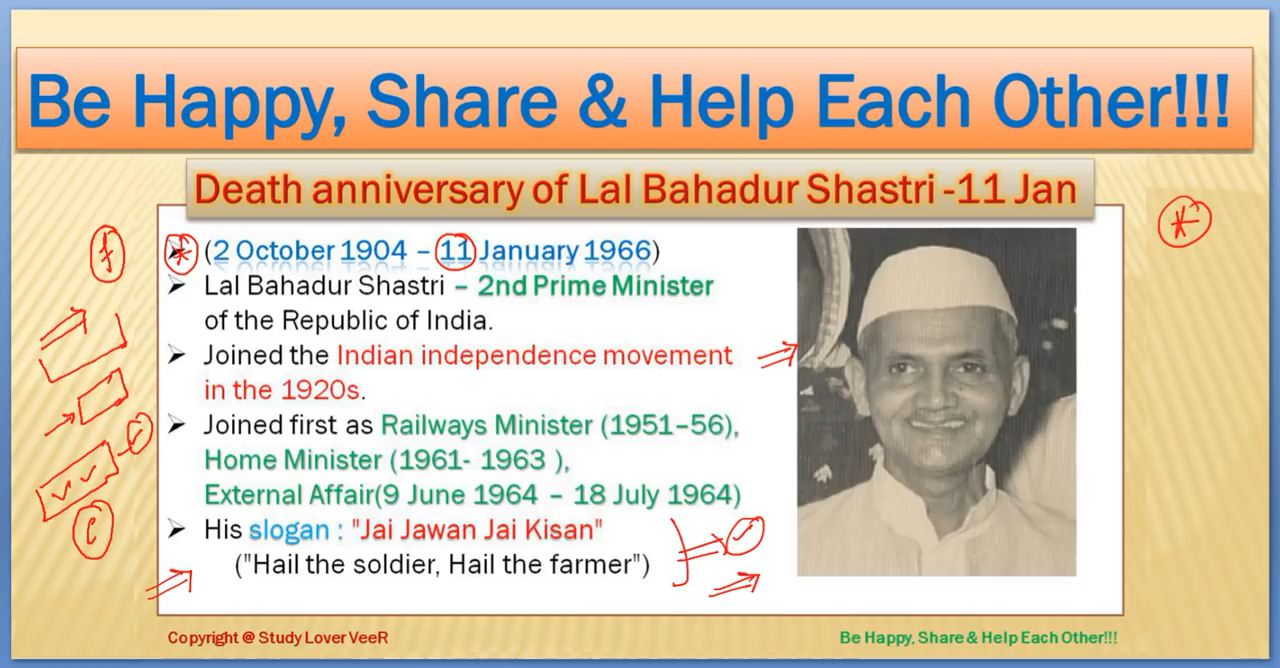 Be Happy, Share & Help Each Other!!!
Death anniversary of Lal Bahadur Shastri -11 Jan
(2 October 1904 – 11 January 1966)
Lal Bahadur Shastri – 2nd Prime Minister
of the Republic of India.
Joined the Indian independence movement
in the 1920s.
Joined first as Railways Minister (1951–56),
Home Minister (1961- 1963 ),
External Affair(9 June 1964 – 18 July 1964)
His slogan : "Jai Jawan Jai Kisan"
("Hail the soldier, Hail the farmer")
Copyright @ Study Lover VeeR
Be Happy, Share & Help Each Other!!!